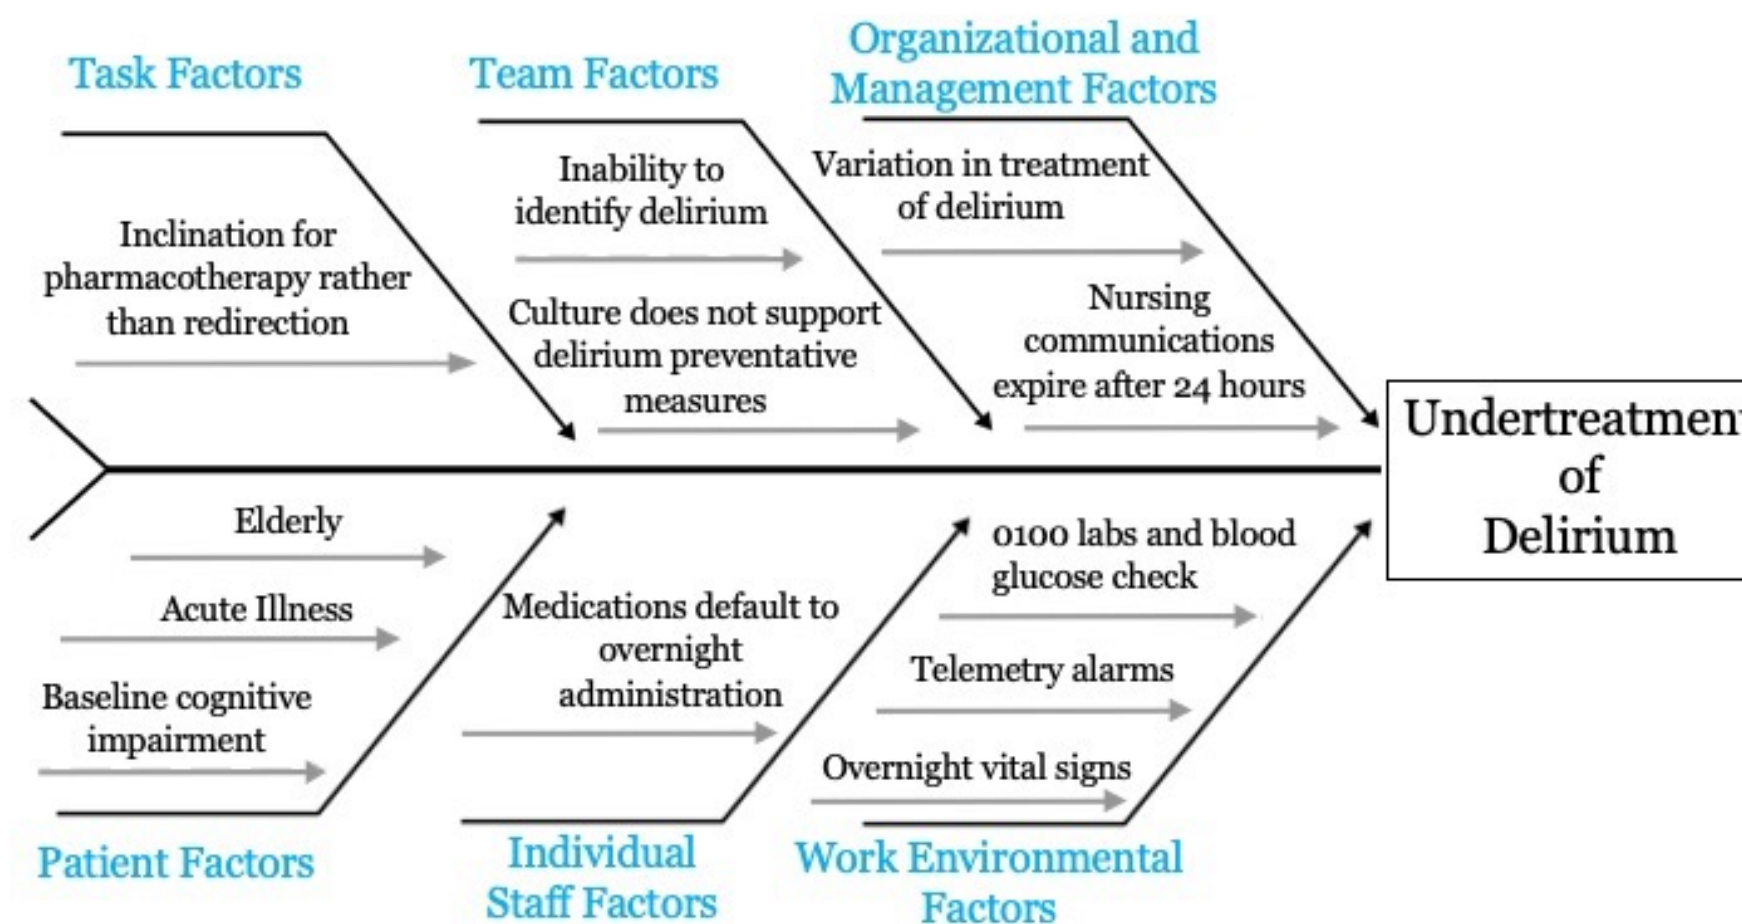 Task Factors
Team Factors
Organizational and
Management Factors
Inclination for
pharmacotherapy rather
than redirection
Inability to
identify delirium
Culture does not support
delirium preventative
measures
Variation in treatment
of delirium
Nursing
communications
expire after 24 hours
Undertreatment
of
Delirium
Elderly
Acute Illness
Baseline cognitive
impairment
Medications default to
overnight
administration
0100 labs and blood
glucose check
Telemetry alarms
Overnight vital signs
Patient Factors
Individual
Staff Factors
Work Environmental
Factors